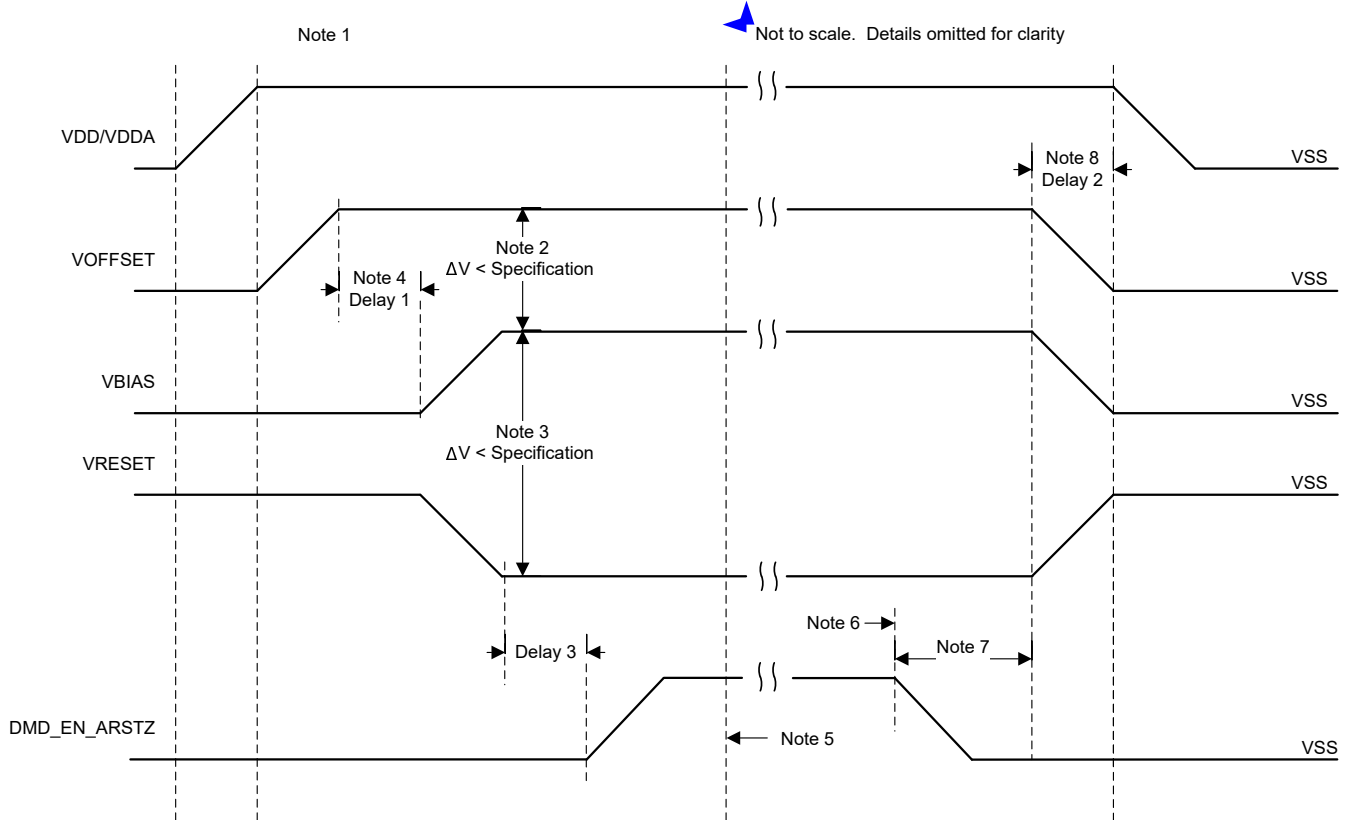 Note 1
Not to scale. Details omitted for clarity
VDD/VDDA
Note 8
Delay 2
VSS
VOFFSET
Note 2
ΔV < Specification
Note 4
Delay 1
VSS
VBIAS
VSS
Note 3
ΔV < Specification
VRESET
VSS
Note 6
Delay 3
Note 7
DMD_EN_ARSTZ
Note 5
VSS